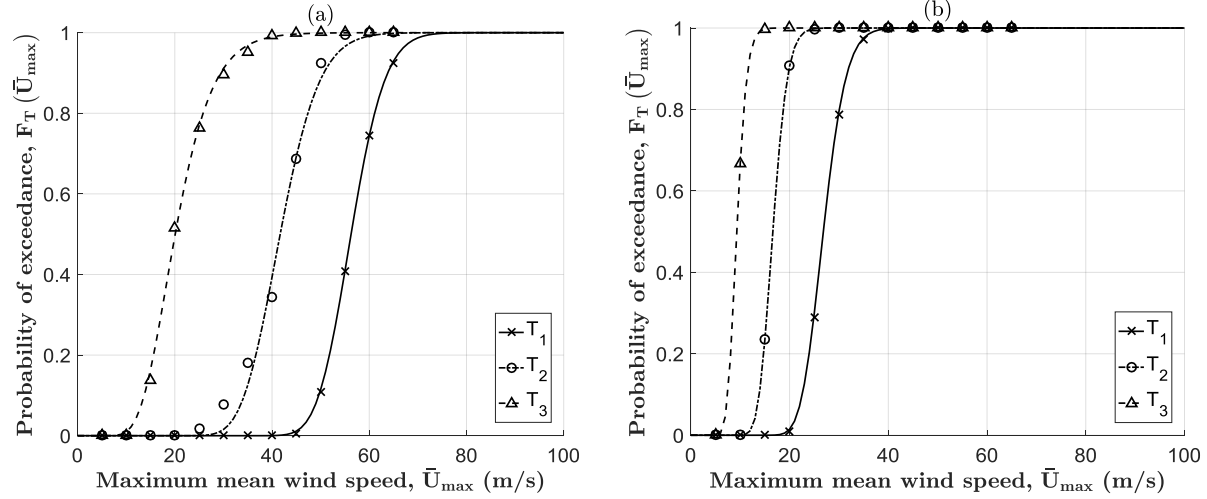 (a)
Probability of exceedance, F_T (Ū_max)
1
0.8
0.6
0.4
0.2
0
0 20 40 60 80 100
Maximum mean wind speed, Ū_max (m/s)
T_1
T_2
T_3
(b)
Probability of exceedance, F_T (Ū_max)
1
0.8
0.6
0.4
0.2
0
0 20 40 60 80 100
Maximum mean wind speed, Ū_max (m/s)
T_1
T_2
T_3